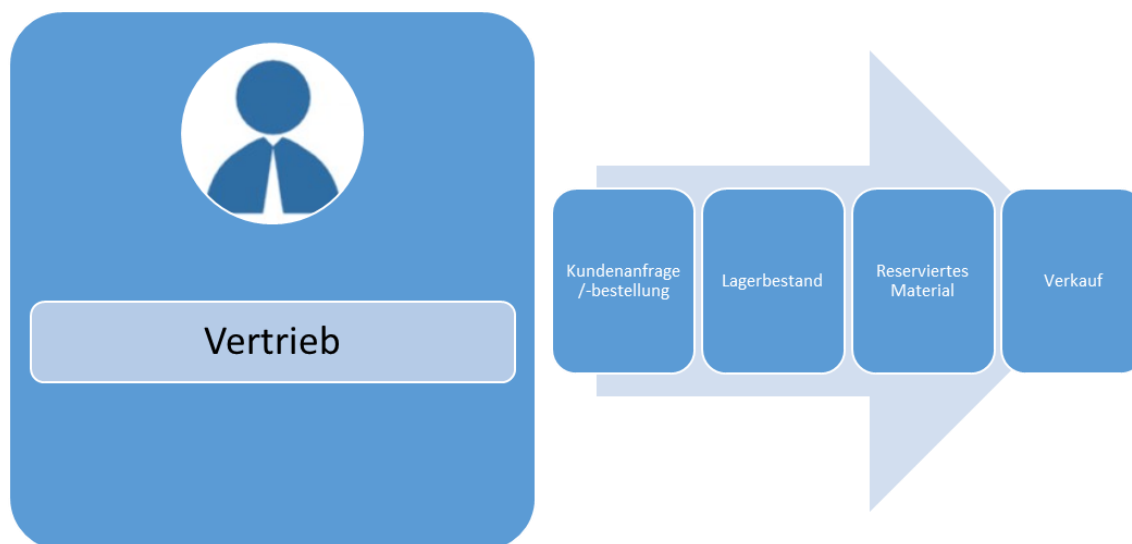 Vertrieb
Kundenanfrage
/-bestellung
Lagerbestand
Reserviertes
Material
Verkauf